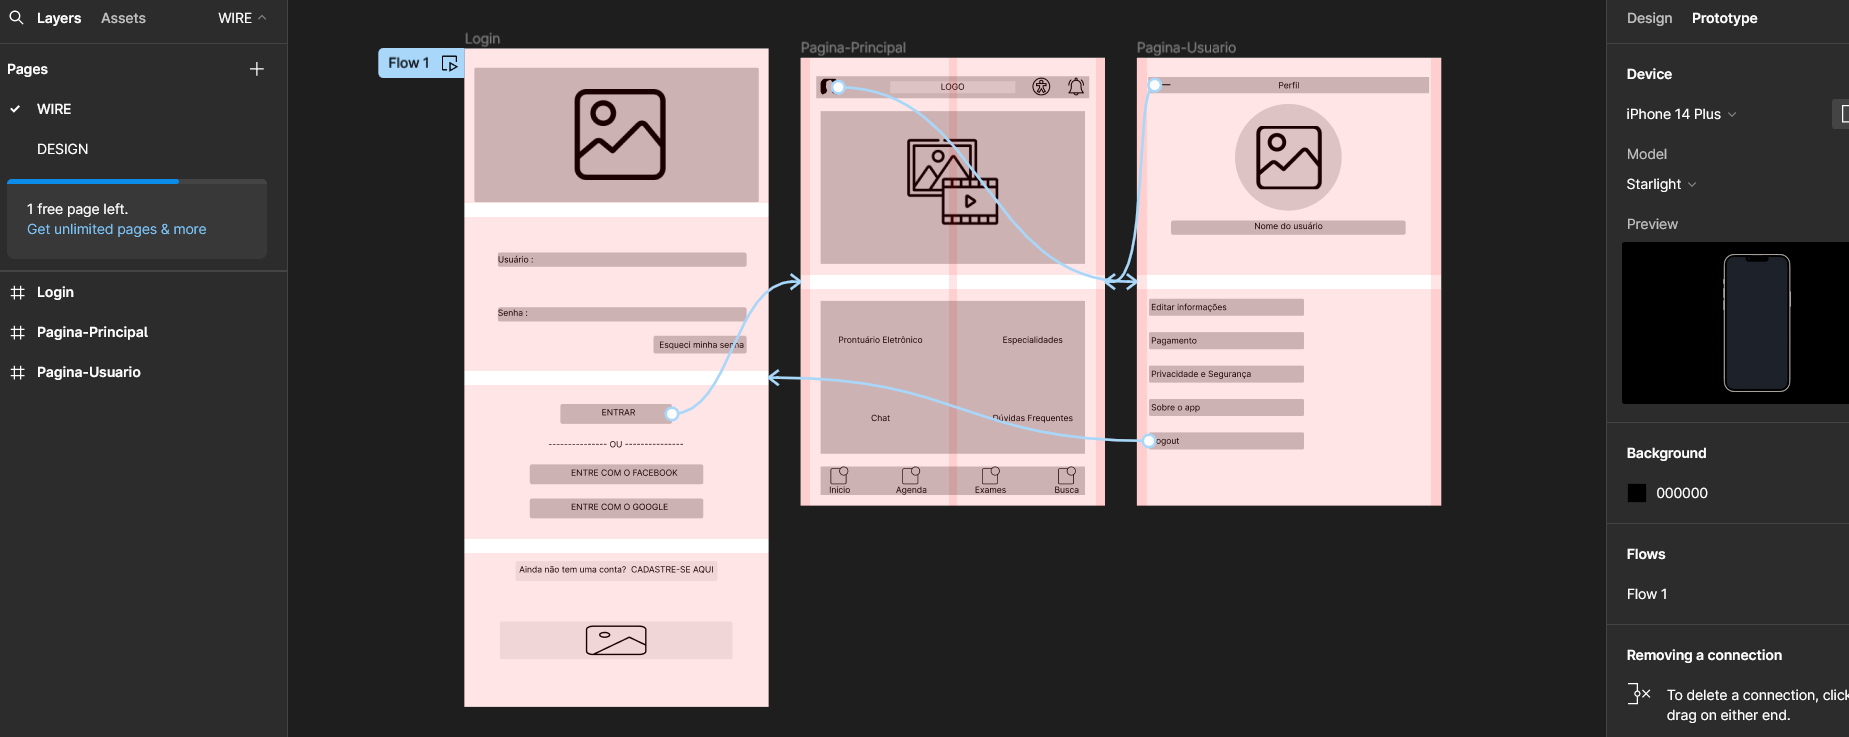 Layers
Assets
WIRE
Pages
WIRE
DESIGN
1 free page left.
Get unlimited pages & more
Login
Pagina-Principal
Pagina-Usuario
Flow 1
Login
Usuário :
Senha :
Esqueci minha senha
ENTRAR
--------------- OU ---------------
ENTRE COM O FACEBOOK
ENTRE COM O GOOGLE
Ainda não tem uma conta? CADASTRE-SE AQUI
Pagina-Principal
LOGO
Prontuário Eletrônico
Especialidades
Chat
Dúvidas Frequentes
Inicio
Agenda
Exames
Busca
Pagina-Usuario
Perfil
Nome do usuário
Editar informações
Pagamento
Privacidade e Segurança
Sobre o app
ogout
Design
Prototype
Device
iPhone 14 Plus
Model
Starlight
Preview
Background
000000
Flows
Flow 1
Removing a connection
To delete a connection, click
drag on either end.